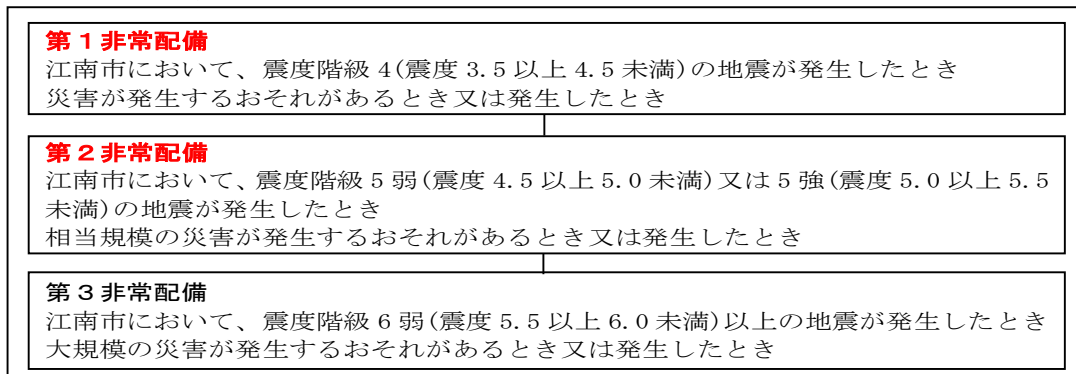 第1非常配備
江南市において、震度階級4(震度3.5以上4.5未満)の地震が発生したとき
災害が発生するおそれがあるとき又は発生したとき
第2非常配備
江南市において、震度階級5弱(震度4.5以上5.0未満)又は5強(震度5.0以上5.5
未満)の地震が発生したとき
相当規模の災害が発生するおそれがあるとき又は発生したとき
第3非常配備
江南市において、震度階級6弱(震度5.5以上6.0未満)以上の地震が発生したとき
大規模の災害が発生するおそれがあるとき又は発生したとき